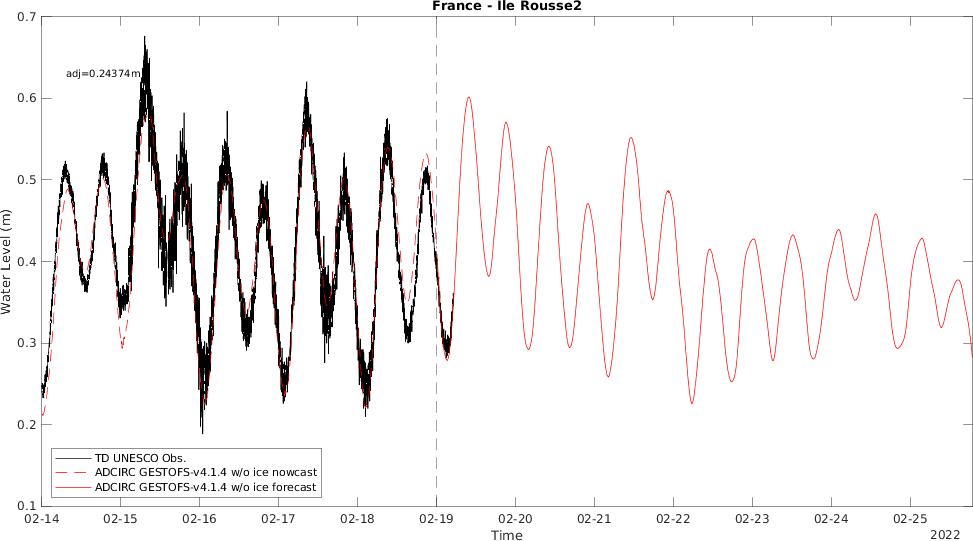 France - Ile Rousse2
adj=0.24374m
Water Level (m)
0.7
0.6
0.5
0.4
0.3
0.2
0.1
TD UNESCO Obs.
ADCIRC GESTOFS-v4.1.4 w/o ice nowcast
ADCIRC GESTOFS-v4.1.4 w/o ice forecast
02-14 02-15 02-16 02-17 02-18 02-19 02-20 02-21 02-22 02-23 02-24 02-25
Time
2022